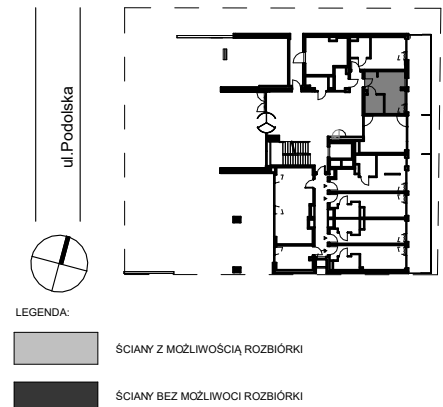 ul.Podolska
LEGENDA:
ŚCIANY Z MOŻLIWOŚCIĄ ROZBIÓRKI
ŚCIANY BEZ MOŻLIWOCI ROZBIÓRKI